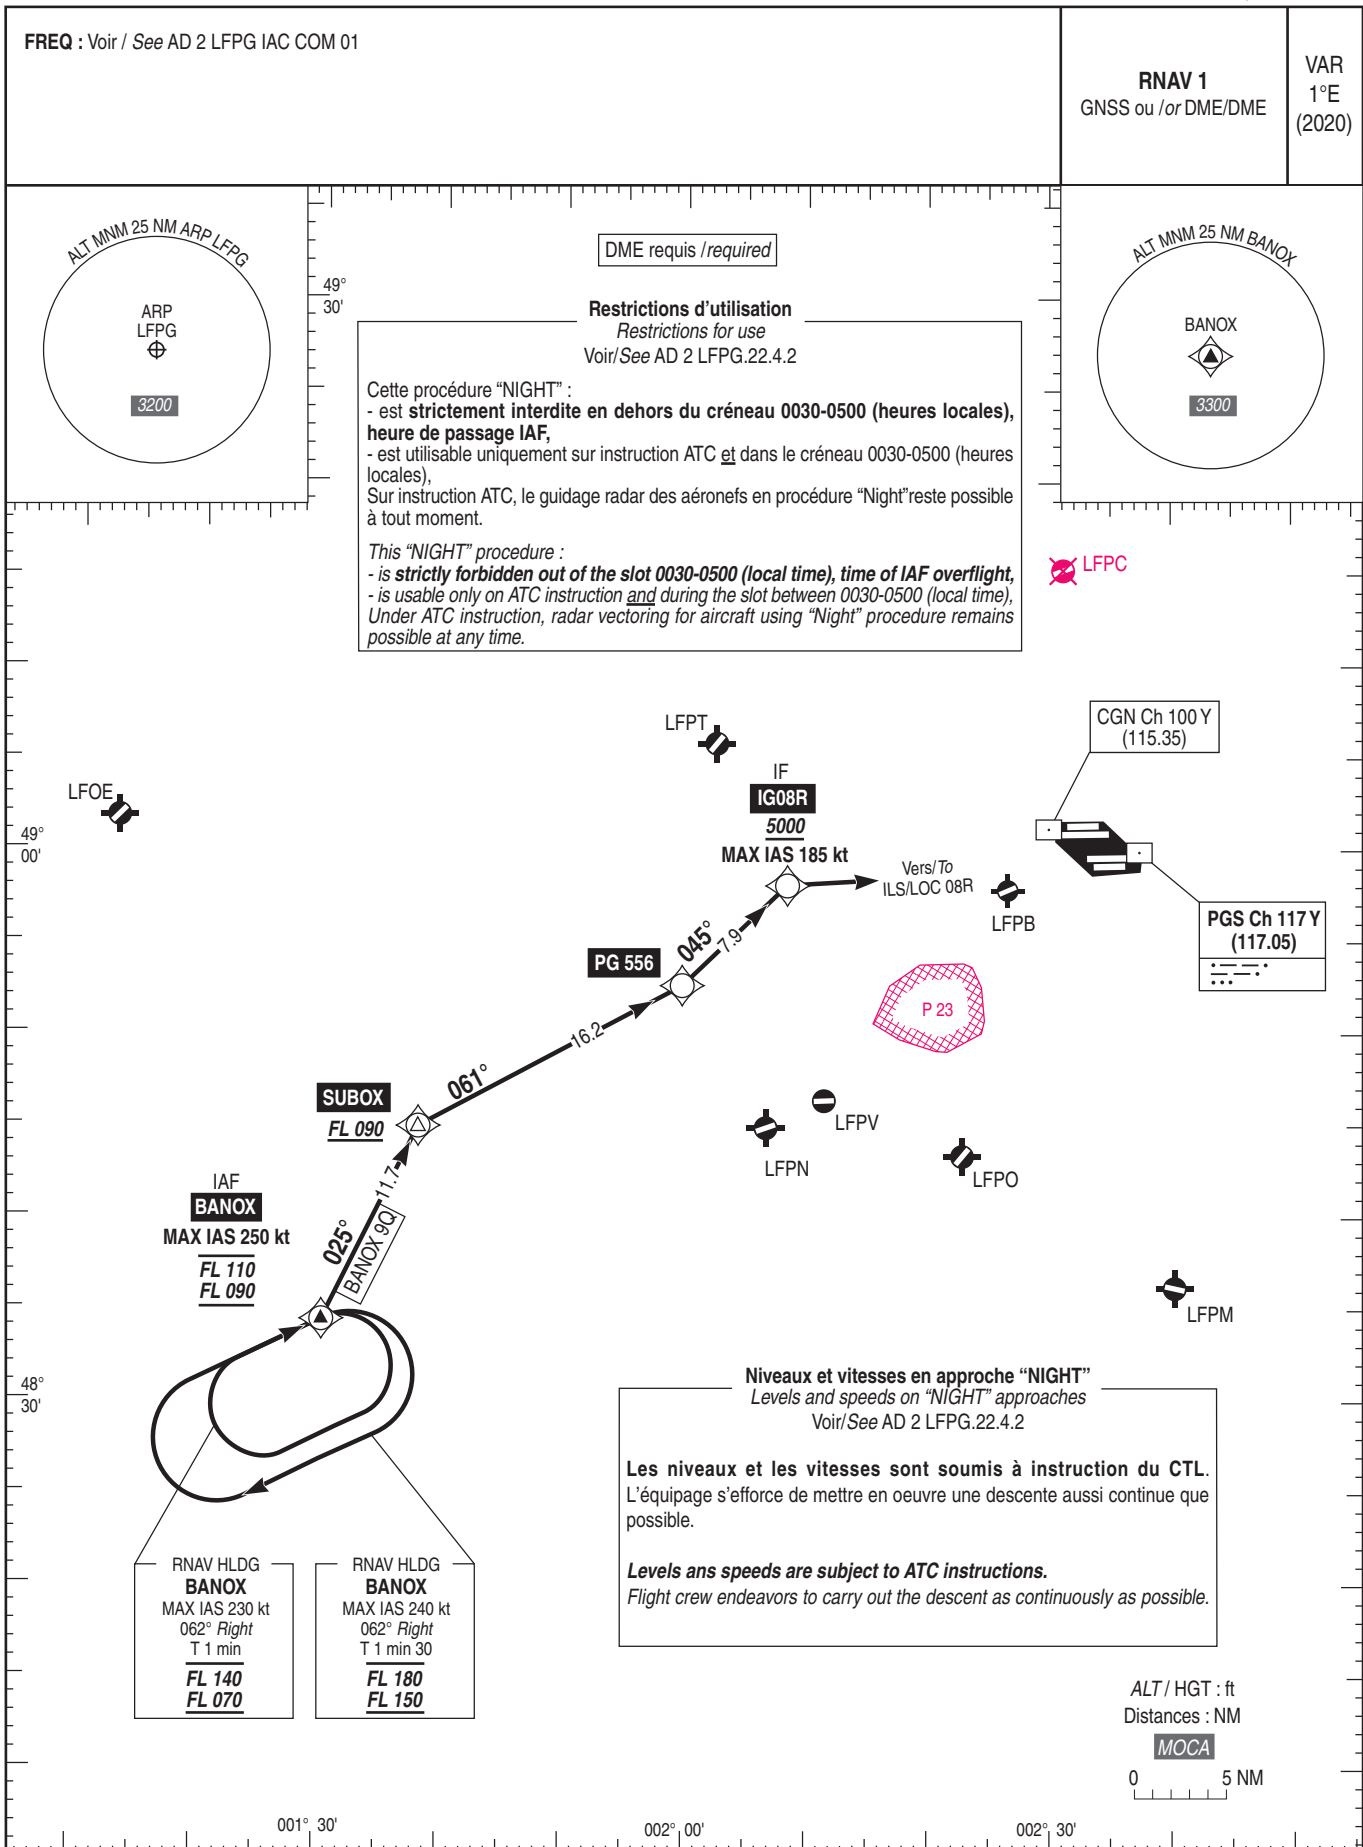 FREQ : Voir / See AD 2 LFPG IAC COM 01
RNAV 1
GNSS ou /or DME/DME
VAR
1°E
(2020)
ALT MNM 25 NM ARP LFPG
ARP
LFPG
3200
49°
30'
DME requis /required
ALT MNM 25 NM BANOX
BANOX
3300
Restrictions d'utilisation
Restrictions for use
Voir/See AD 2 LFPG.22.4.2
Cette procédure “NIGHT” :
- est strictement interdite en dehors du créneau 0030-0500 (heures locales),
heure de passage IAF,
- est utilisable uniquement sur instruction ATC et dans le créneau 0030-0500 (heures
locales),
Sur instruction ATC, le guidage radar des aéronefs en procédure “Night”reste possible
à tout moment.
This “NIGHT” procedure :
- is strictly forbidden out of the slot 0030-0500 (local time), time of IAF overflight,
- is usable only on ATC instruction and during the slot between 0030-0500 (local time),
Under ATC instruction, radar vectoring for aircraft using “Night” procedure remains
possible at any time.
LFPC
LFPT
CGN Ch 100 Y
(115.35)
LFOE
IF
IG08R
5000
MAX IAS 185 kt
49°
00'
Vers/To
ILS/LOC 08R
LFPB
PGS Ch 117 Y
(117.05)
045°
7.9
PG 556
P 23
16.2
061°
SUBOX
FL 090
LFPV
LFPN
LFPO
11.7
IAF
BANOX
MAX IAS 250 kt
FL 110
FL 090
025°
BANOX 9Q
LFPM
48°
30'
Niveaux et vitesses en approche “NIGHT”
Levels and speeds on “NIGHT” approaches
Voir/See AD 2 LFPG.22.4.2
Les niveaux et les vitesses sont soumis à instruction du CTL.
L'équipage s'efforce de mettre en oeuvre une descente aussi continue que
possible.
Levels ans speeds are subject to ATC instructions.
Flight crew endeavors to carry out the descent as continuously as possible.
RNAV HLDG
BANOX
MAX IAS 230 kt
062° Right
T 1 min
FL 140
FL 070
RNAV HLDG
BANOX
MAX IAS 240 kt
062° Right
T 1 min 30
FL 180
FL 150
ALT / HGT : ft
Distances : NM
MOCA
0 5 NM
001° 30'
002° 00'
002° 30'